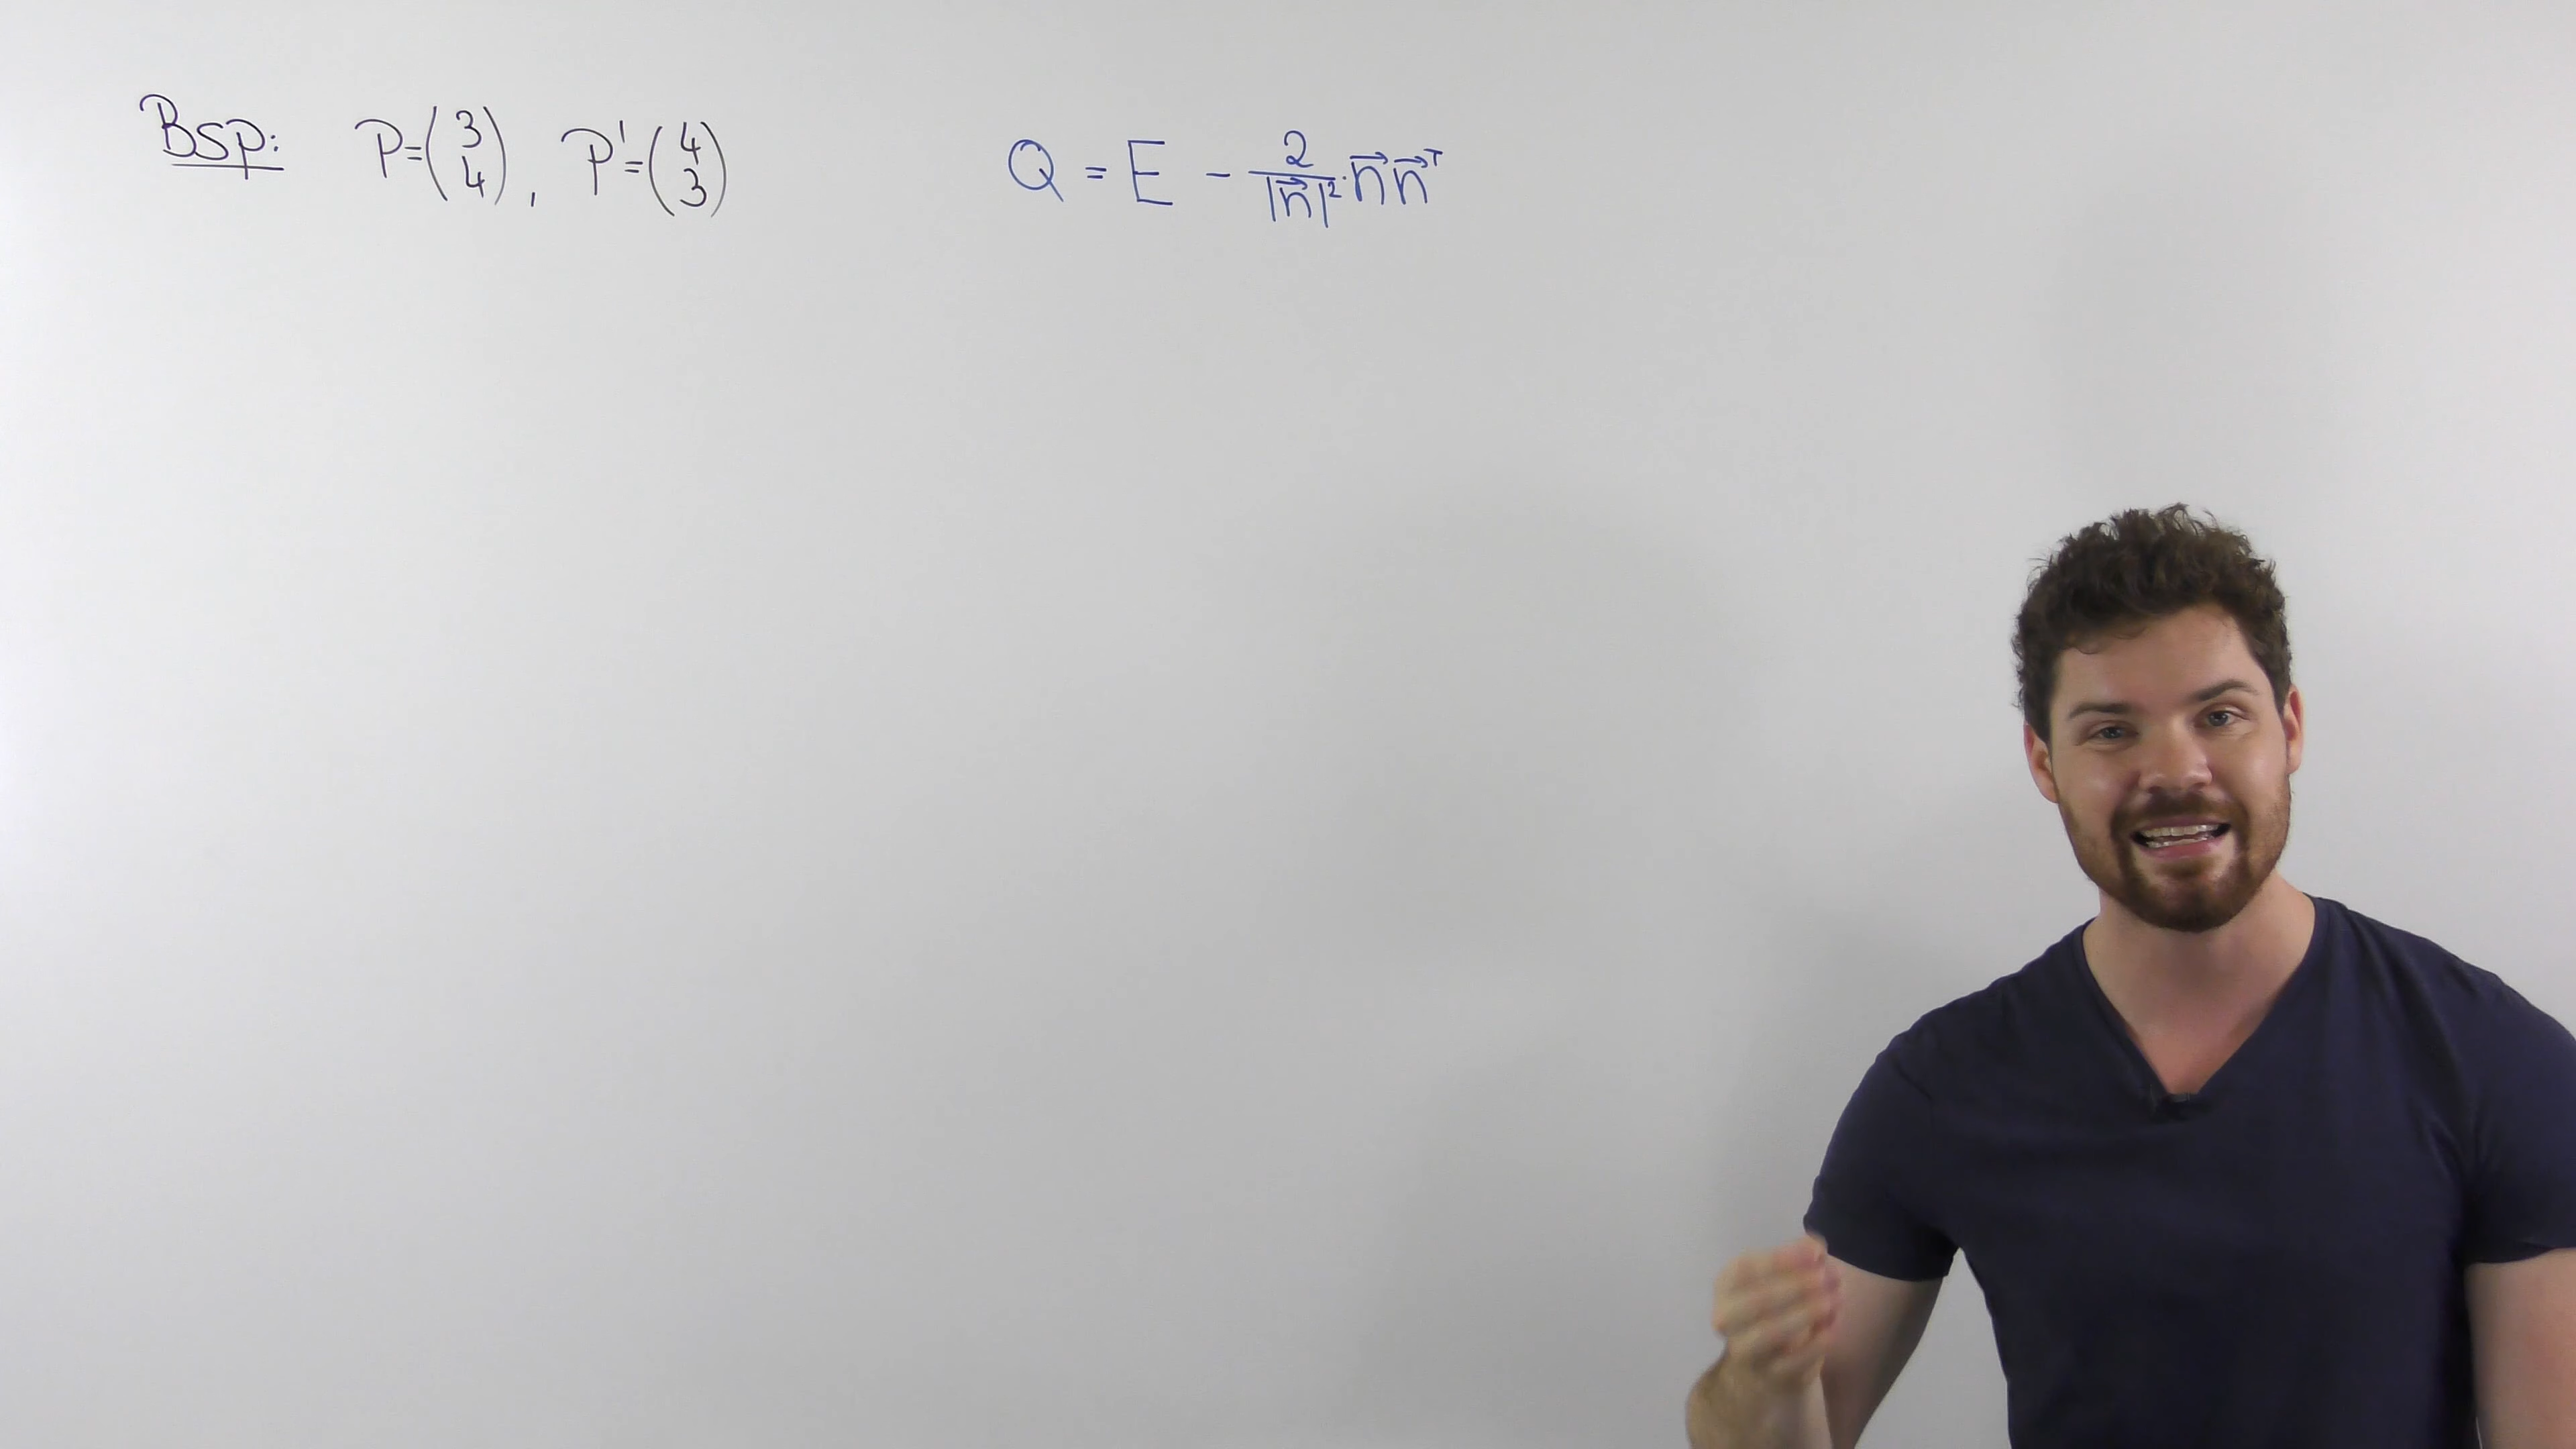 Bsp: P=(3 4), P'=(4 3) Q = E - 2/|n⃗|² · n⃗ n⃗ᵀ